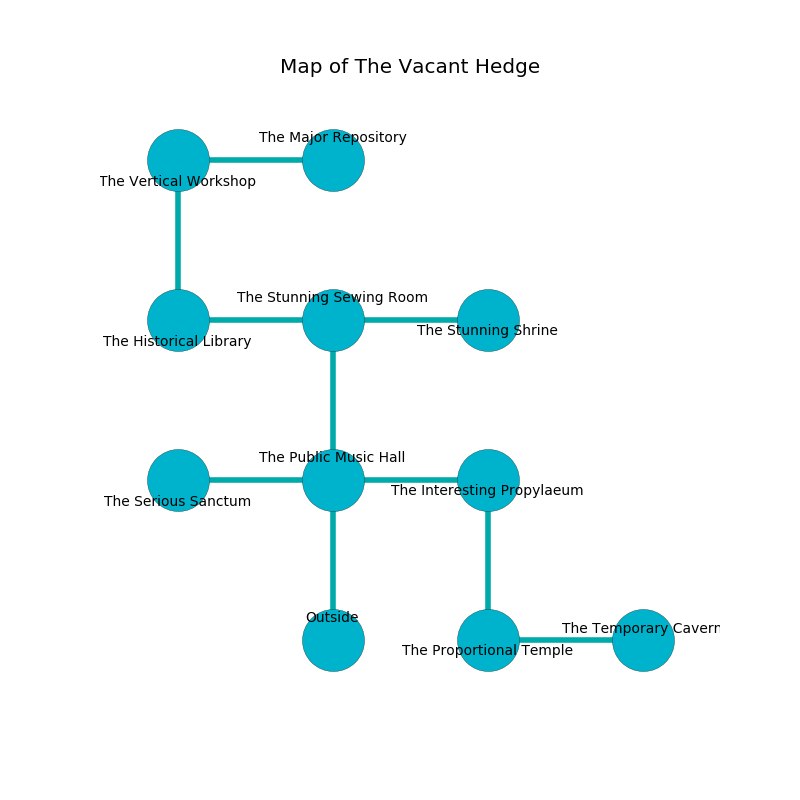 Map of The Vacant Hedge
The Major Repository
The Vertical Workshop
The Stunning Sewing Room
The Stunning Shrine
The Historical Library
The Public Music Hall
The Interesting Propylaeum
The Serious Sanctum
Outside
The Temporary Cavern
The Proportional Temple